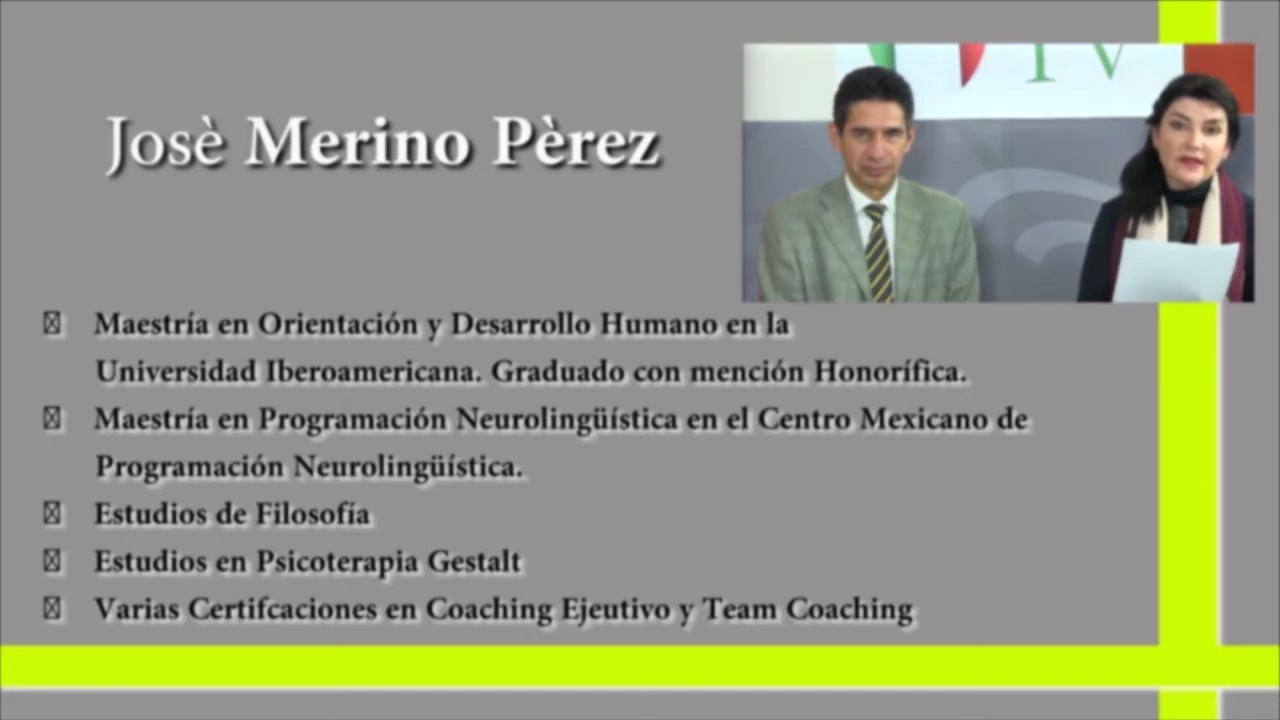 Josè Merino Pèrez
TV
Maestría en Orientación y Desarrollo Humano en la
Universidad Iberoamericana. Graduado con mención Honorífica.
Maestría en Programación Neurolingüística en el Centro Mexicano de
Programación Neurolingüística.
Estudios de Filosofía
Estudios en Psicoterapia Gestalt
Varias Certifcaciones en Coaching Ejeutivo y Team Coaching